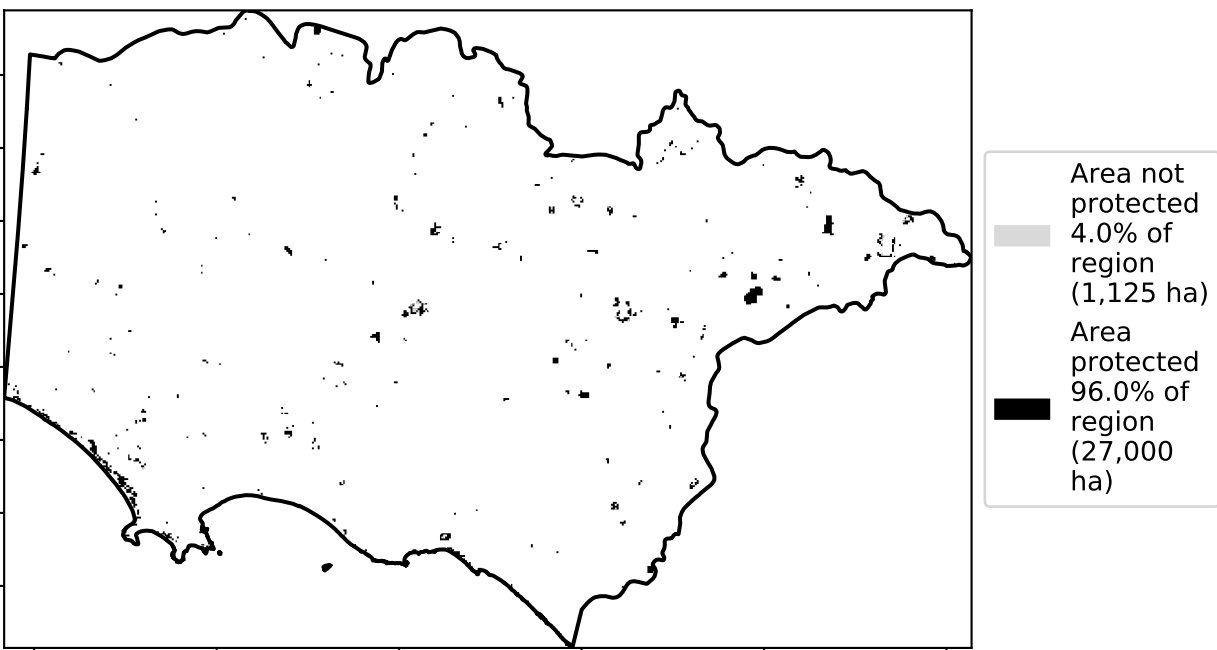 Area not
protected
4.0% of
region
(1,125 ha)
Area
protected
96.0% of
region
(27,000
ha)